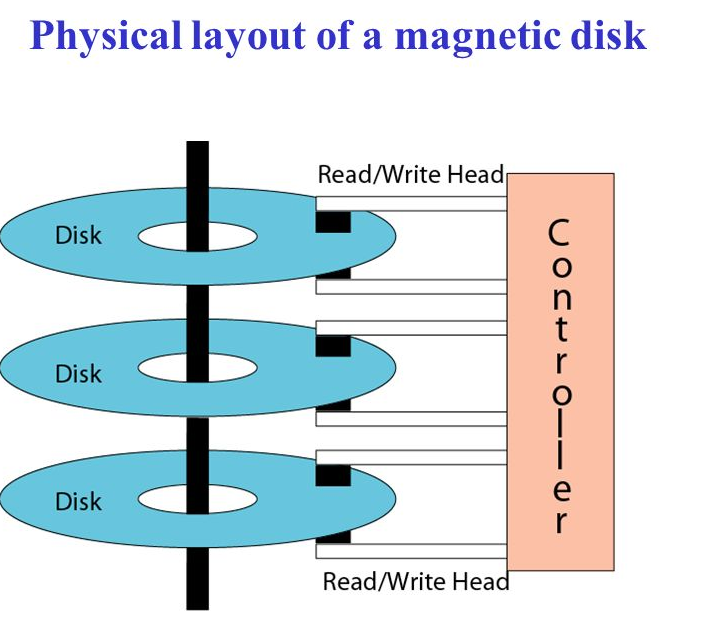 Physical layout of a magnetic disk
Read/Write Head
Disk
Disk
Disk
Controller
Read/Write Head